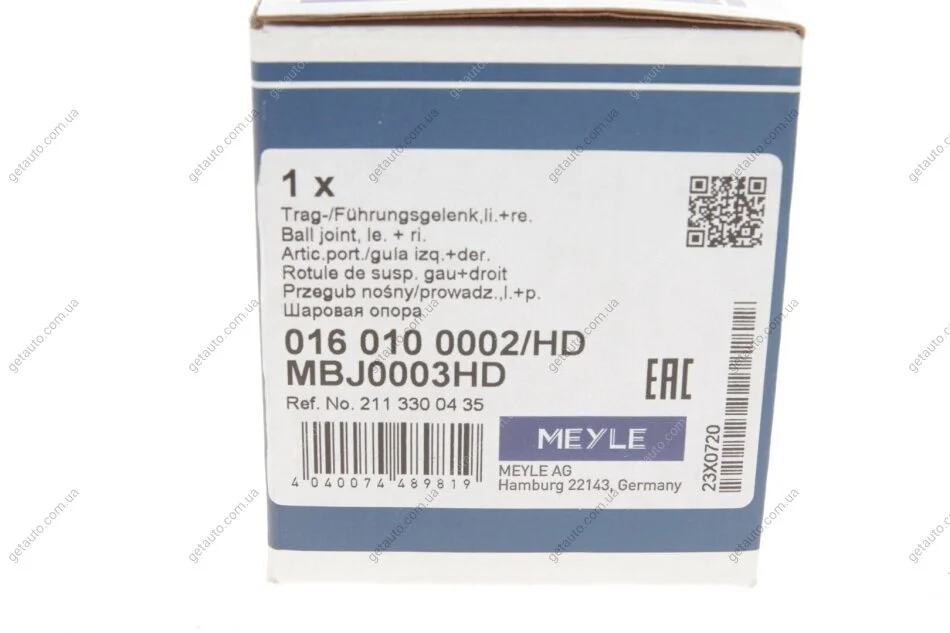 1 x
Trag-/Führungsgelenk,li.+re.
Ball joint, le. + ri.
Artic.port./guía izq.+der.
Rotule de susp. gau+droit
Przegub nośny/prowadz.,l.+p.
Шаровая опора
016 010 0002/HD
MBJ0003HD
Ref. No. 211 330 04 35
EAC
MEYLE
MEYLE AG
Hamburg 22143, Germany
4 040074 489819
23X0720
getauto.com.ua